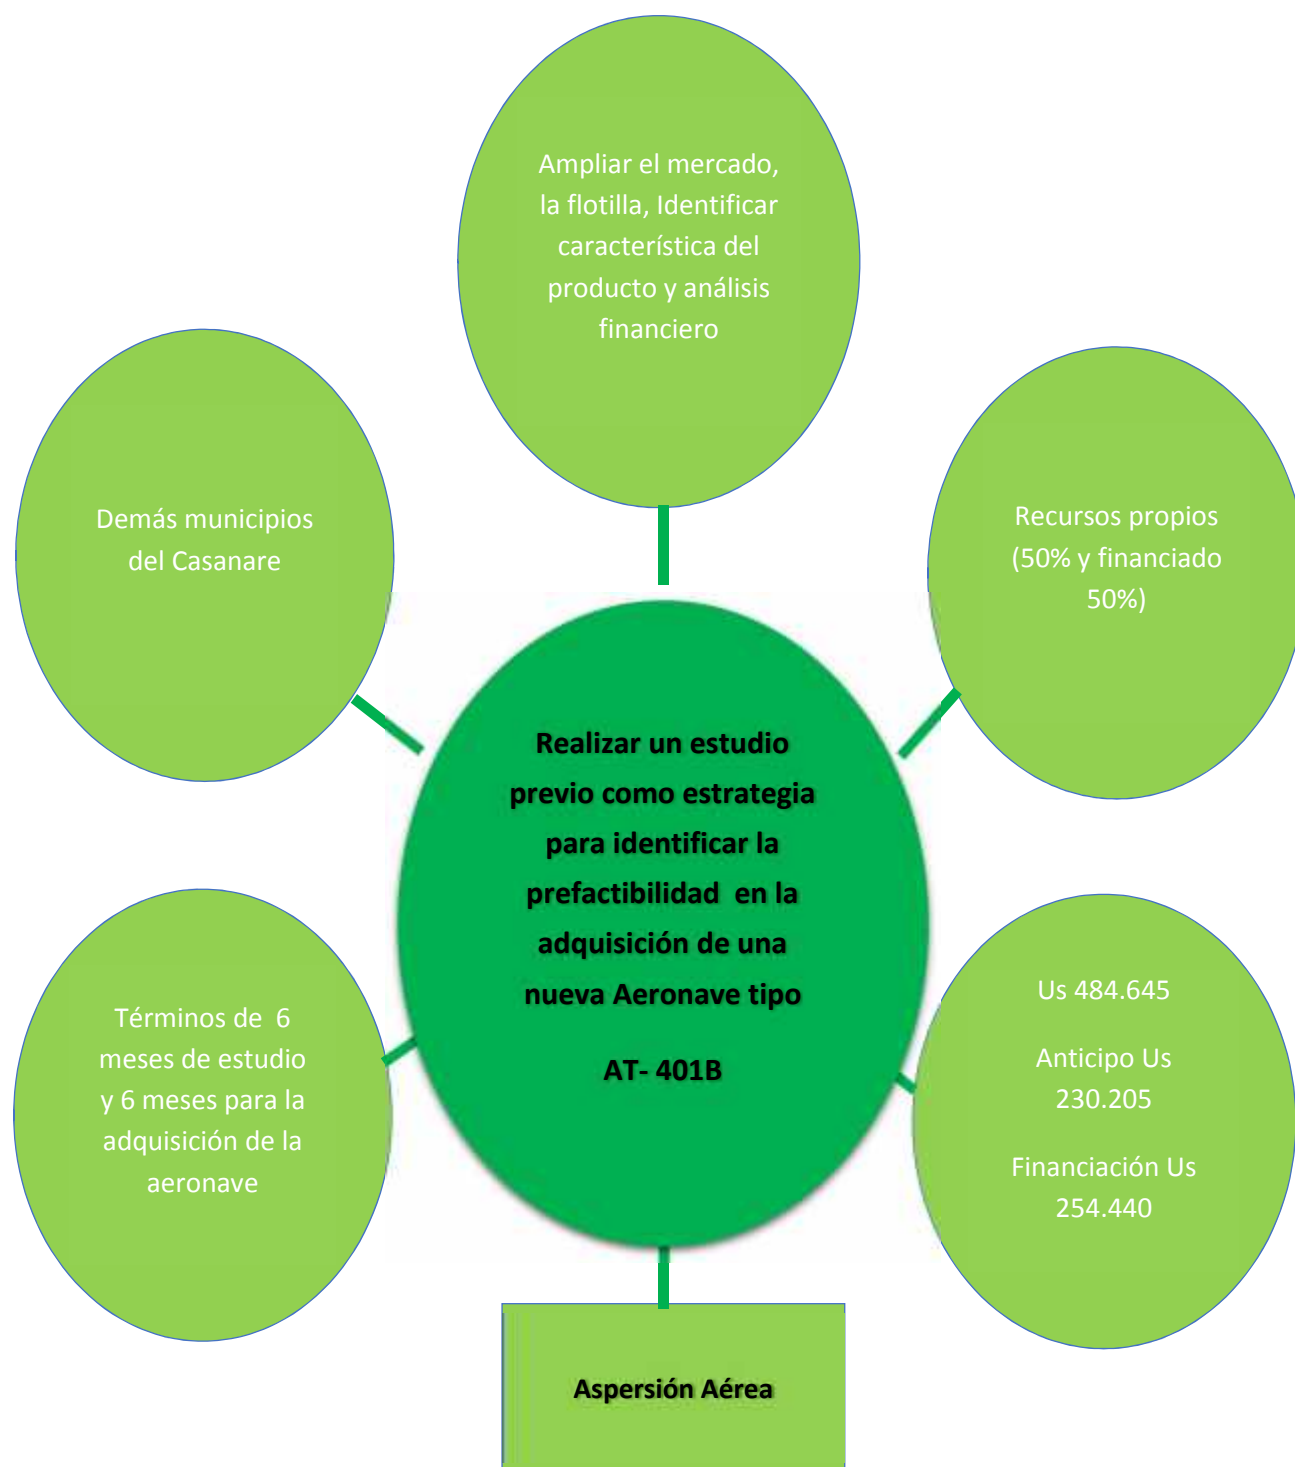 Ampliar el mercado,
la flotilla, Identificar
característica del
producto y análisis
financiero
Demás municipios
del Casanare
Recursos propios
(50% y financiado
50%)
Realizar un estudio
previo como estrategia
para identificar la
prefactibilidad en la
adquisición de una
nueva Aeronave tipo
AT- 401B
Términos de 6
meses de estudio
y 6 meses para la
adquisición de la
aeronave
Us 484.645
Anticipo Us
230.205
Financiación Us
254.440
Aspersión Aérea